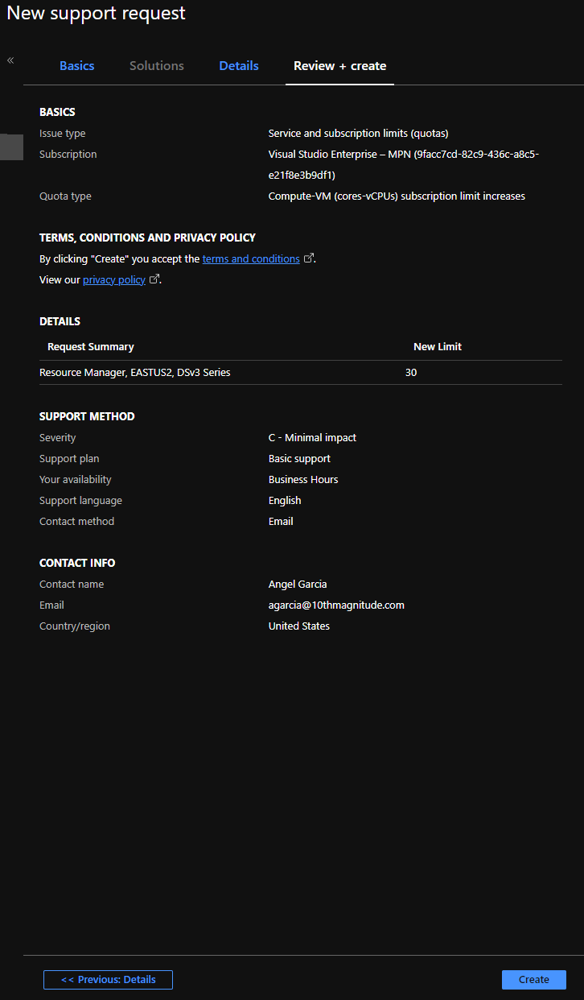 New support request
«
Basics Solutions Details Review + create
BASICS
Issue type Service and subscription limits (quotas)
Subscription Visual Studio Enterprise – MPN (9facc7cd-82c9-436c-a8c5-
e21f8e3b9df1)
Quota type Compute-VM (cores-vCPUs) subscription limit increases
TERMS, CONDITIONS AND PRIVACY POLICY
By clicking "Create" you accept the terms and conditions.
View our privacy policy.
DETAILS
Request Summary New Limit
Resource Manager, EASTUS2, DSv3 Series 30
SUPPORT METHOD
Severity C - Minimal impact
Support plan Basic support
Your availability Business Hours
Support language English
Contact method Email
CONTACT INFO
Contact name Angel Garcia
Email agarcia@10thmagnitude.com
Country/region United States
<< Previous: Details Create